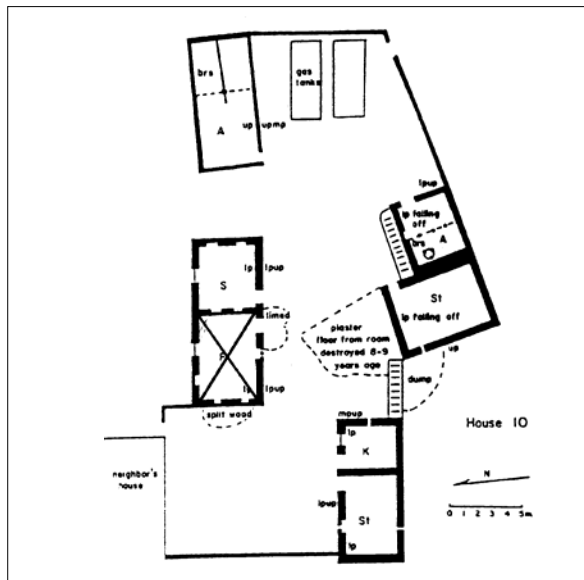 brs
gas
tanks
A
up
upmp
lpup
lp falling
off
brs
A
lp
lpup
S
St
lp falling off
limed
plaster
floor from room
destroyed 8-9
years age
up
dump
lp
lpup
split wood
mpup
lp
K
House 10
neighbor's
house
N
lpup
St
0 1 2 3 4 5m
lp